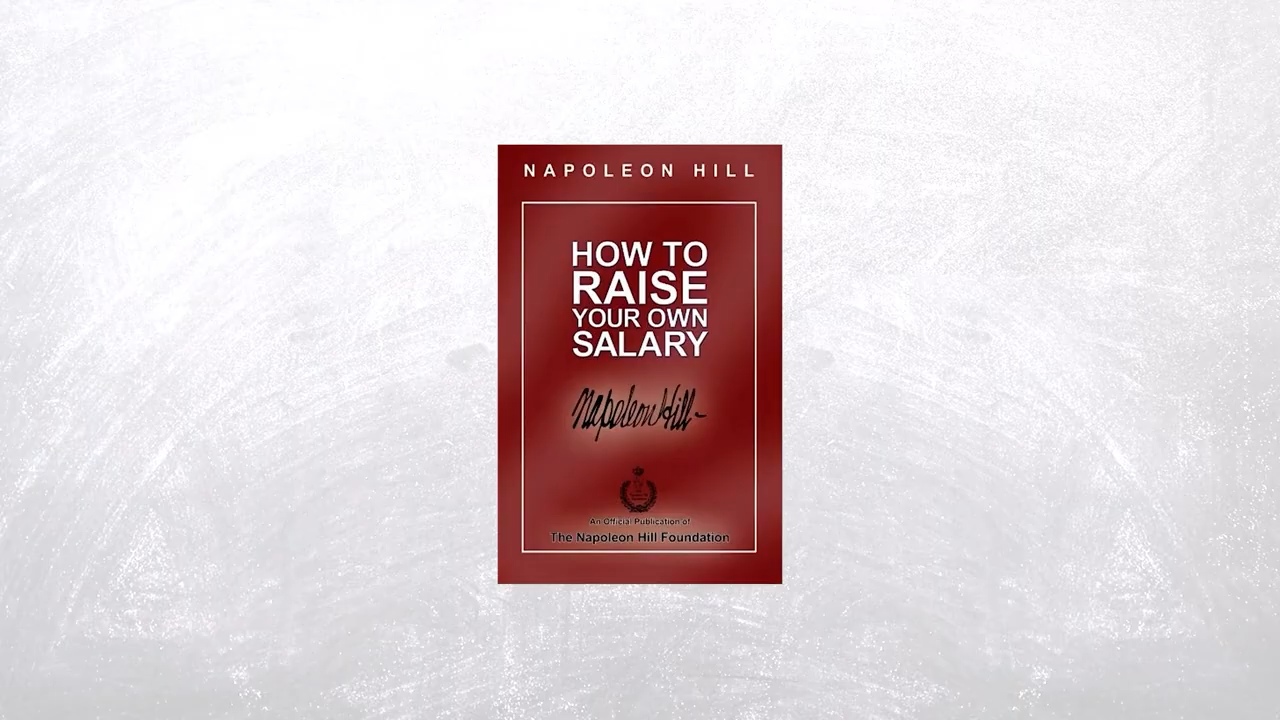 NAPOLEON HILL
HOW TO
RAISE
YOUR OWN
SALARY
Napoleon Hill
An Official Publication of
The Napoleon Hill Foundation